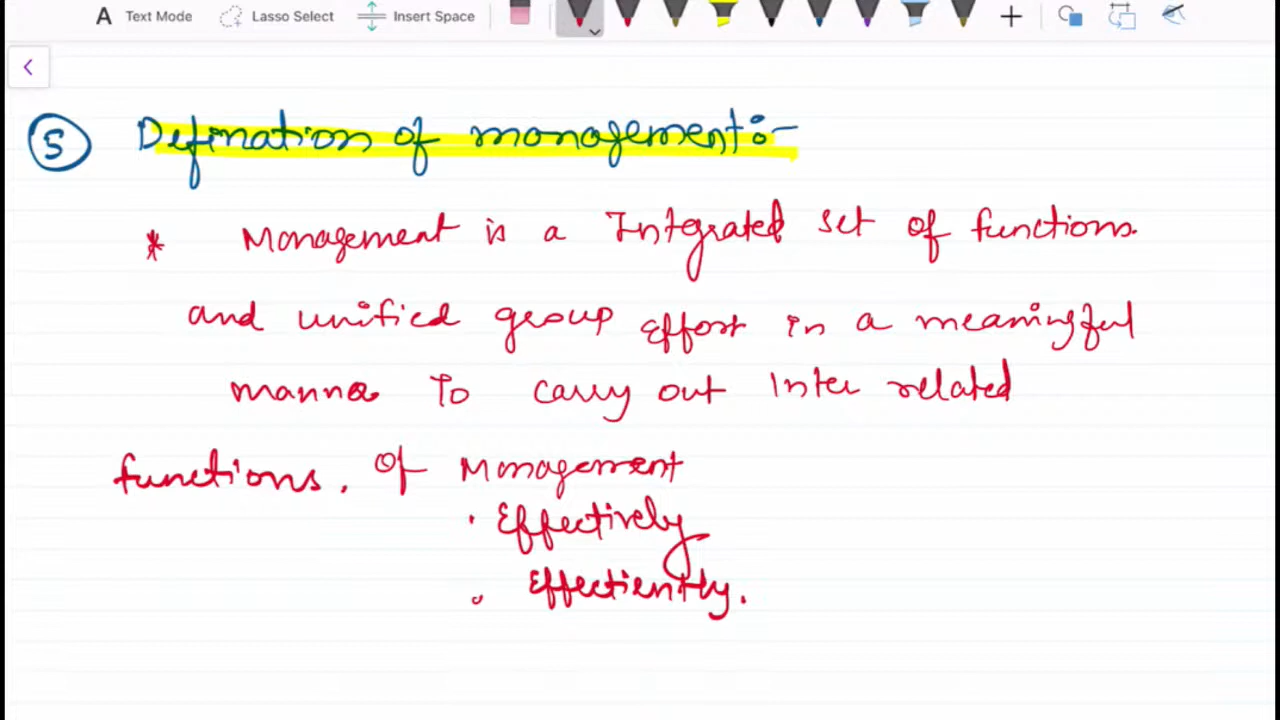 Text Mode Lasso Select Insert Space
5 Defination of management:-
* Management is a Integrated set of functions.
and unified group Effort in a meaningful
manner To carry out Inter related
functions. Of Management
• Effectively
• Effectiently.